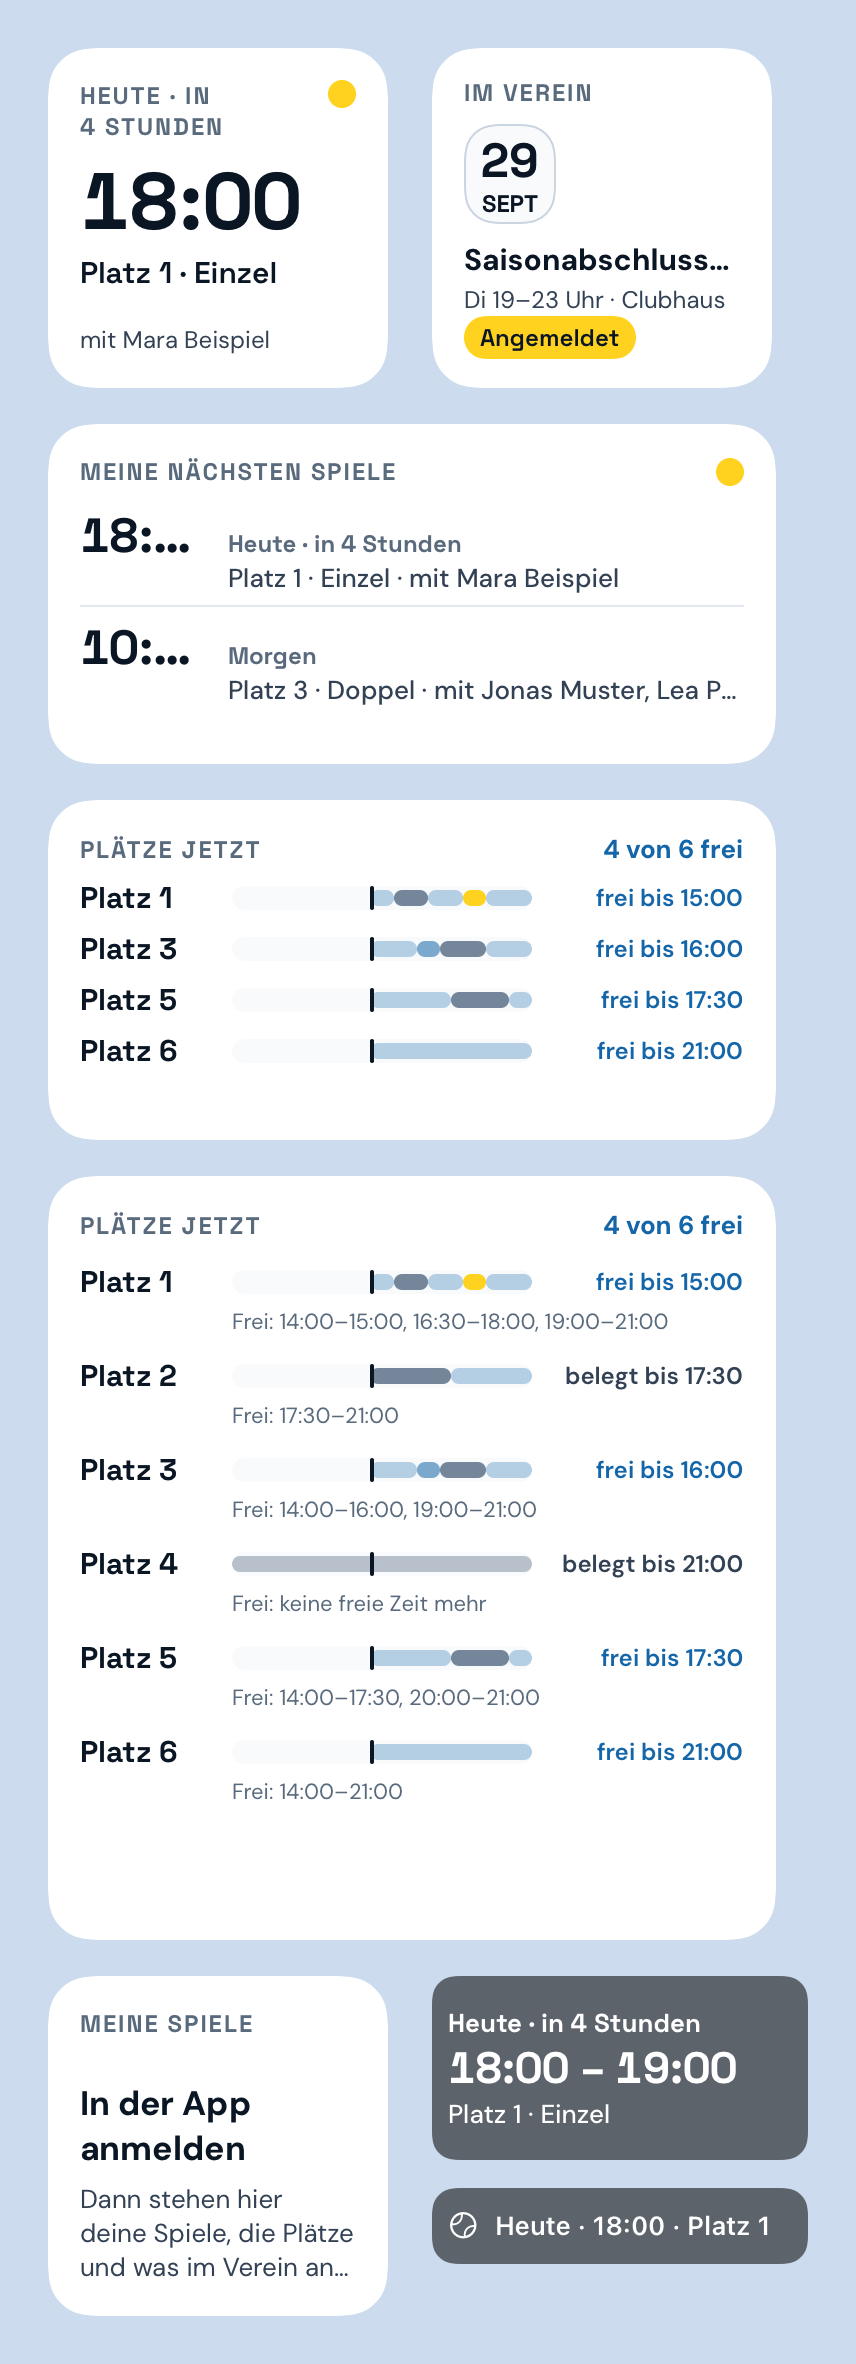 HEUTE · IN
4 STUNDEN
18:00
Platz 1 · Einzel
mit Mara Beispiel
IM VEREIN
29
SEPT
Saisonabschluss...
Di 19–23 Uhr · Clubhaus
Angemeldet
MEINE NÄCHSTEN SPIELE
18:...
Heute · in 4 Stunden
Platz 1 · Einzel · mit Mara Beispiel
10:...
Morgen
Platz 3 · Doppel · mit Jonas Muster, Lea P...
PLÄTZE JETZT 4 von 6 frei
Platz 1 frei bis 15:00
Platz 3 frei bis 16:00
Platz 5 frei bis 17:30
Platz 6 frei bis 21:00
PLÄTZE JETZT 4 von 6 frei
Platz 1 frei bis 15:00
Frei: 14:00–15:00, 16:30–18:00, 19:00–21:00
Platz 2 belegt bis 17:30
Frei: 17:30–21:00
Platz 3 frei bis 16:00
Frei: 14:00–16:00, 19:00–21:00
Platz 4 belegt bis 21:00
Frei: keine freie Zeit mehr
Platz 5 frei bis 17:30
Frei: 14:00–17:30, 20:00–21:00
Platz 6 frei bis 21:00
Frei: 14:00–21:00
MEINE SPIELE
In der App
anmelden
Dann stehen hier
deine Spiele, die Plätze
und was im Verein an...
Heute · in 4 Stunden
18:00 – 19:00
Platz 1 · Einzel
Heute · 18:00 · Platz 1